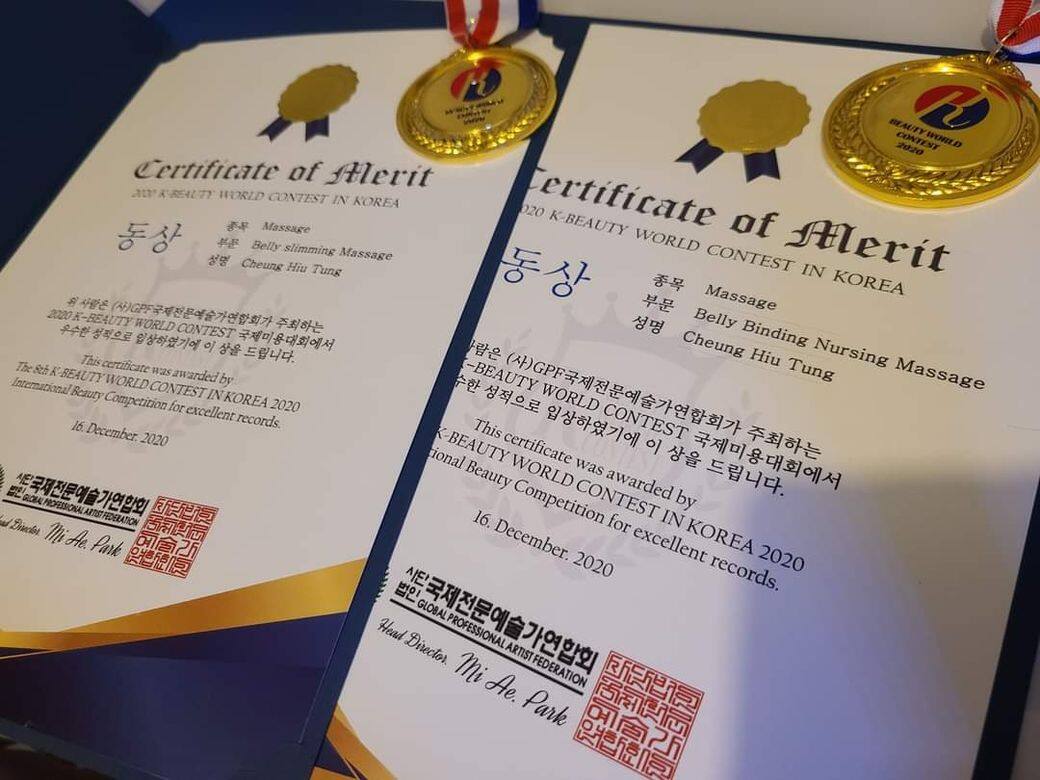 Certificate of Merit
2020 K-BEAUTY WORLD CONTEST IN KOREA
동상
종목 Massage
부문 Belly slimming Massage
성명 Cheung Hiu Tung
위 사람은 (사)GPF국제전문예술가연합회가 주최하는
2020 K-BEAUTY WORLD CONTEST 국제미용대회에서
우수한 성적으로 입상하였기에 이 상을 드립니다.
This certificate was awarded by
The 8th K-BEAUTY WORLD CONTEST IN KOREA 2020
International Beauty Competition for excellent records.
16. December. 2020
사단법인 국제전문예술가연합회
GLOBAL PROFESSIONAL ARTIST FEDERATION
Head Director. Mi Ae. Park
BEAUTY WORLD
CONTEST
2020
Certificate of Merit
2020 K-BEAUTY WORLD CONTEST IN KOREA
동상
종목 Massage
부문 Belly Binding Nursing Massage
성명 Cheung Hiu Tung
사람은 (사)GPF국제전문예술가연합회가 주최하는
K-BEAUTY WORLD CONTEST 국제미용대회에서
수한 성적으로 입상하였기에 이 상을 드립니다.
This certificate was awarded by
K-BEAUTY WORLD CONTEST IN KOREA 2020
tional Beauty Competition for excellent records.
16. December. 2020
사단법인 국제전문예술가연합회
GLOBAL PROFESSIONAL ARTIST FEDERATION
Head Director. Mi Ae. Park